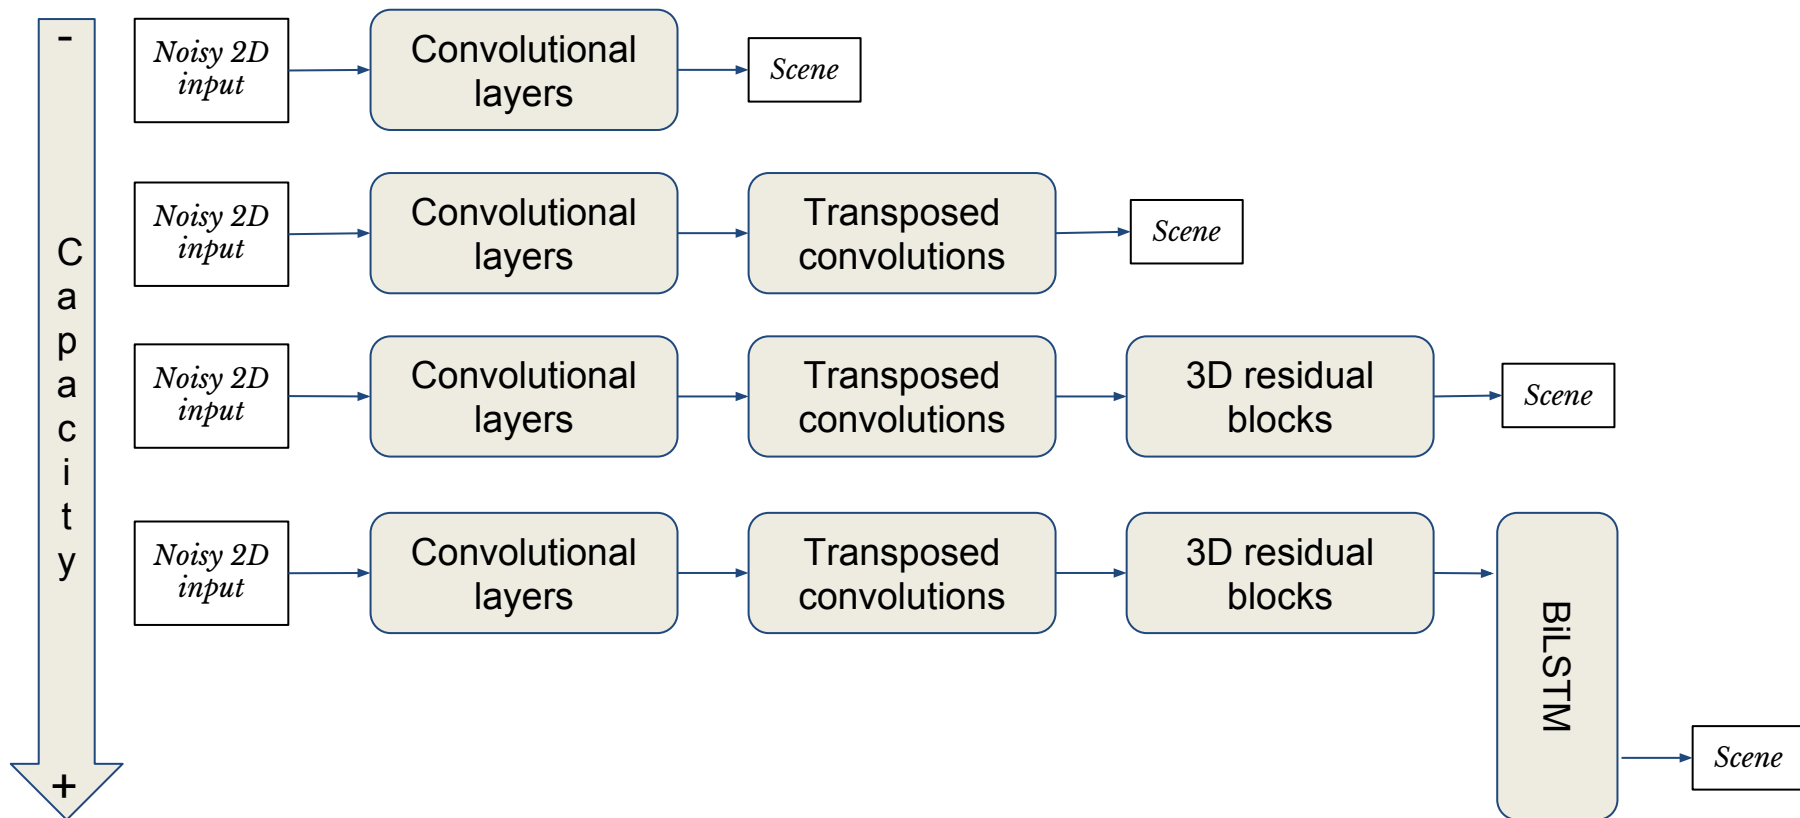 -
Capacity
+
Noisy 2D
input
Convolutional
layers
Scene
Noisy 2D
input
Convolutional
layers
Transposed
convolutions
Scene
Noisy 2D
input
Convolutional
layers
Transposed
convolutions
3D residual
blocks
Scene
Noisy 2D
input
Convolutional
layers
Transposed
convolutions
3D residual
blocks
BiLSTM
Scene